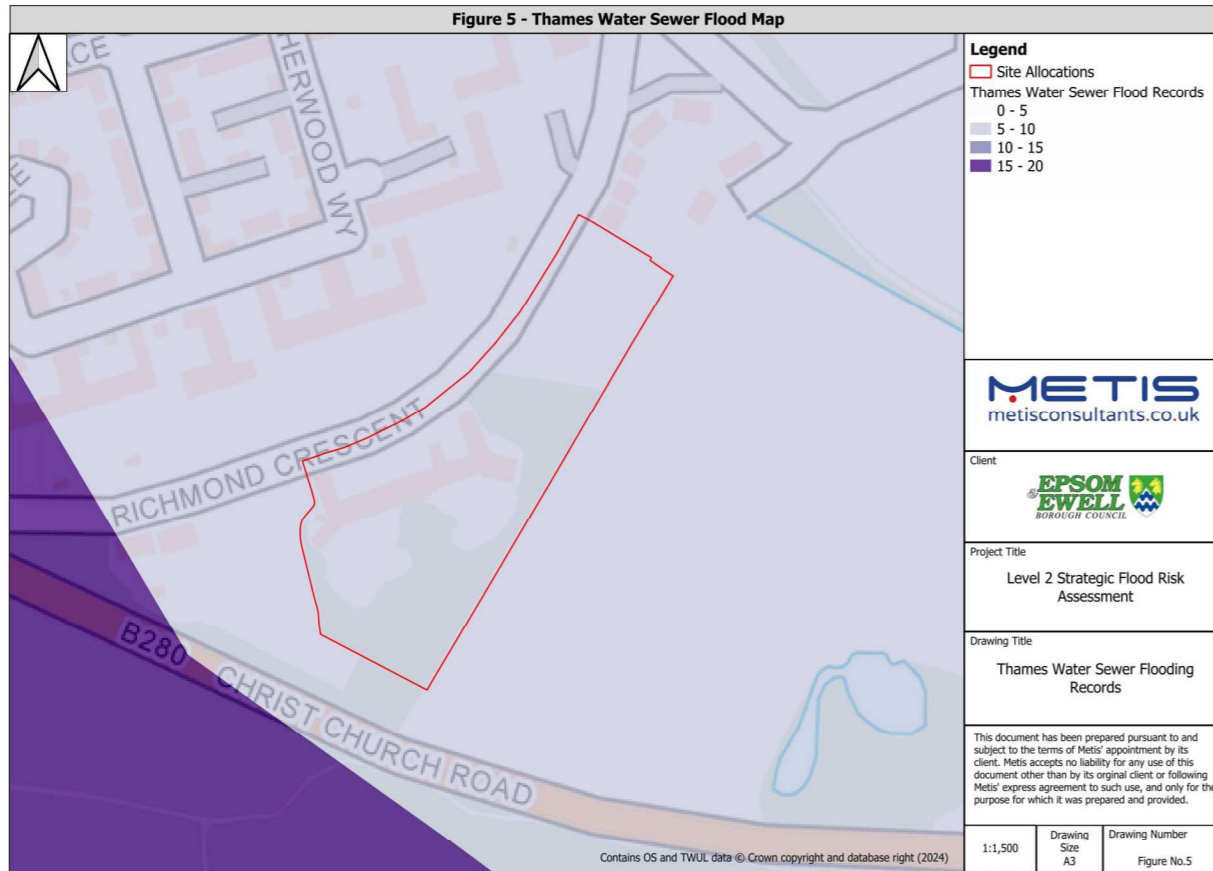 Figure 5 - Thames Water Sewer Flood Map
ACE
HERWOOD WY
RICHMOND CRESCENT
B280
CHRIST CHURCH ROAD
Contains OS and TWUL data © Crown copyright and database right (2024)
Legend
Site Allocations
Thames Water Sewer Flood Records
0 - 5
5 - 10
10 - 15
15 - 20
METIS
metisconsultants.co.uk
Client
EPSOM
& EWELL
BOROUGH COUNCIL
Project Title
Level 2 Strategic Flood Risk
Assessment
Drawing Title
Thames Water Sewer Flooding
Records
This document has been prepared pursuant to and
subject to the terms of Metis' appointment by its
client. Metis accepts no liability for any use of this
document other than by its orginal client or following
Metis' express agreement to such use, and only for the
purpose for which it was prepared and provided.
1:1,500
Drawing
Size
A3
Drawing Number
Figure No.5